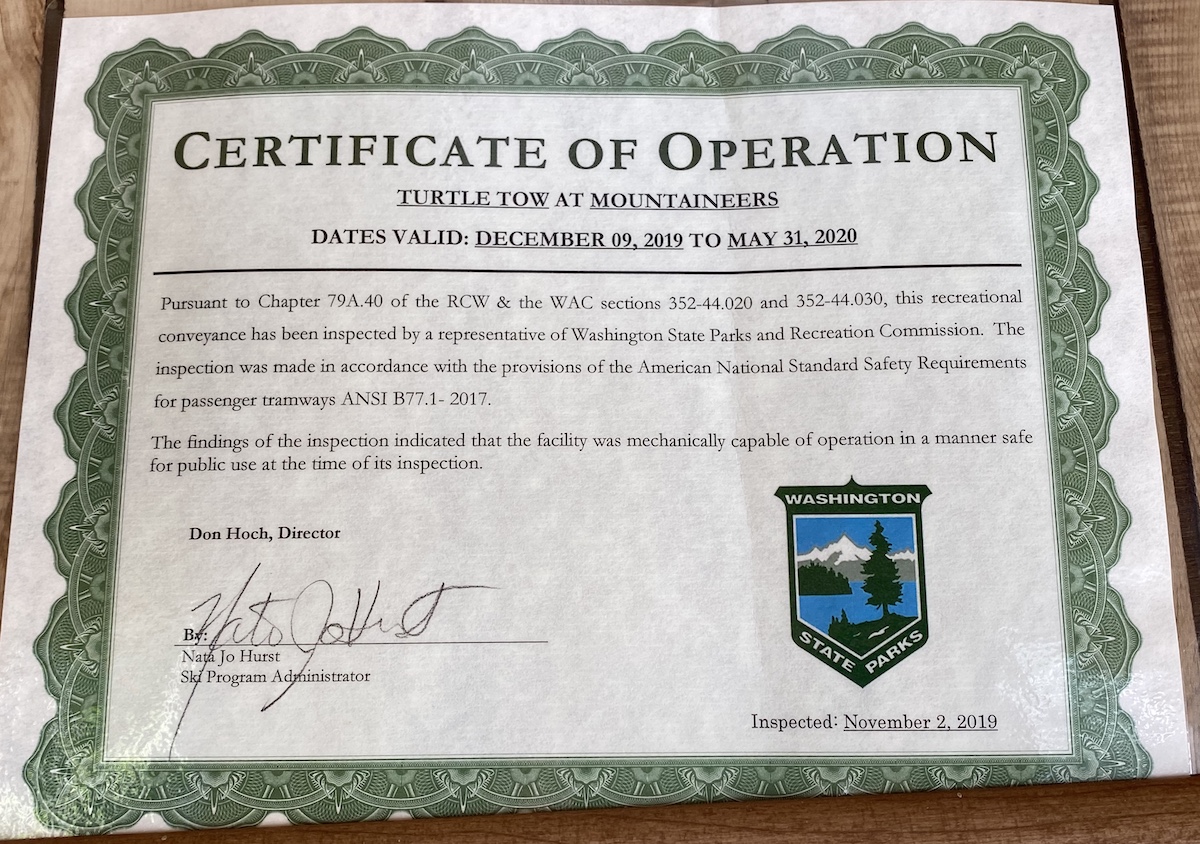 CERTIFICATE OF OPERATION
TURTLE TOW AT MOUNTAINEERS
DATES VALID: DECEMBER 09, 2019 TO MAY 31, 2020
Pursuant to Chapter 79A.40 of the RCW & the WAC sections 352-44.020 and 352-44.030, this recreational
conveyance has been inspected by a representative of Washington State Parks and Recreation Commission. The
inspection was made in accordance with the provisions of the American National Standard Safety Requirements
for passenger tramways ANSI B77.1- 2017.
The findings of the inspection indicated that the facility was mechanically capable of operation in a manner safe
for public use at the time of its inspection.
Don Hoch, Director
By: Nata Jo Hurst
Nata Jo Hurst
Ski Program Administrator
WASHINGTON
STATE PARKS
Inspected: November 2, 2019